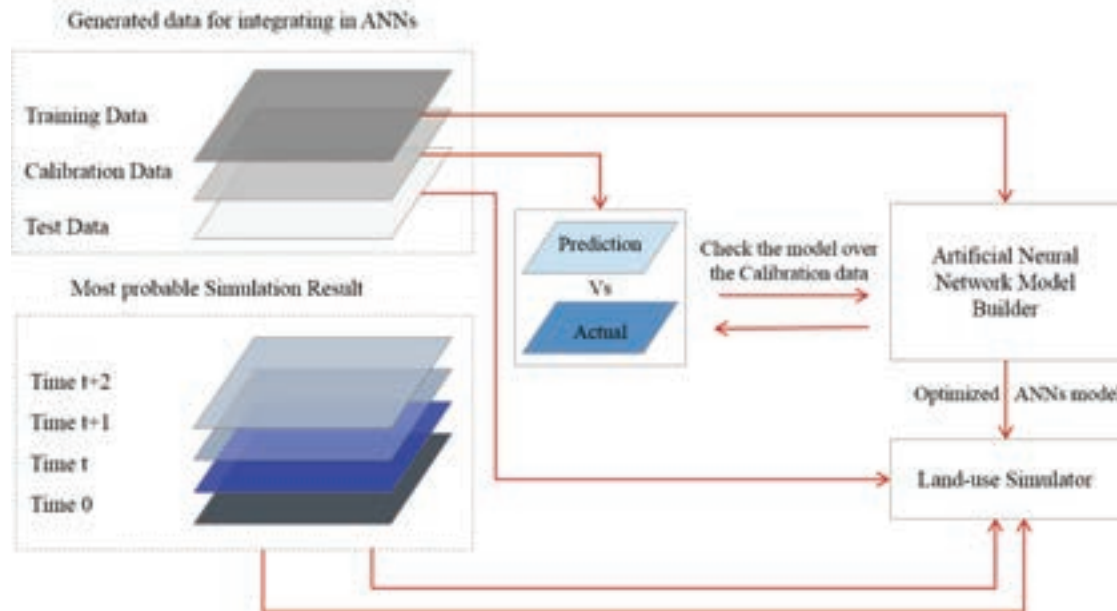 Generated data for integrating in ANNs
Training Data
Calibration Data
Test Data
Prediction
Vs
Actual
Check the model over
the Calibration data
Artificial Neural
Network Model
Builder
Most probable Simulation Result
Time t+2
Time t+1
Time t
Time 0
Optimized ANNs model
Land-use Simulator